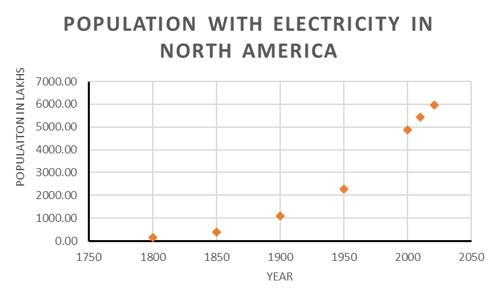 POPULATION WITH ELECTRICITY IN
NORTH AMERICA
POPULAITON IN LAKHS
7000.00
6000.00
5000.00
4000.00
3000.00
2000.00
1000.00
0.00
1750 1800 1850 1900 1950 2000 2050
YEAR